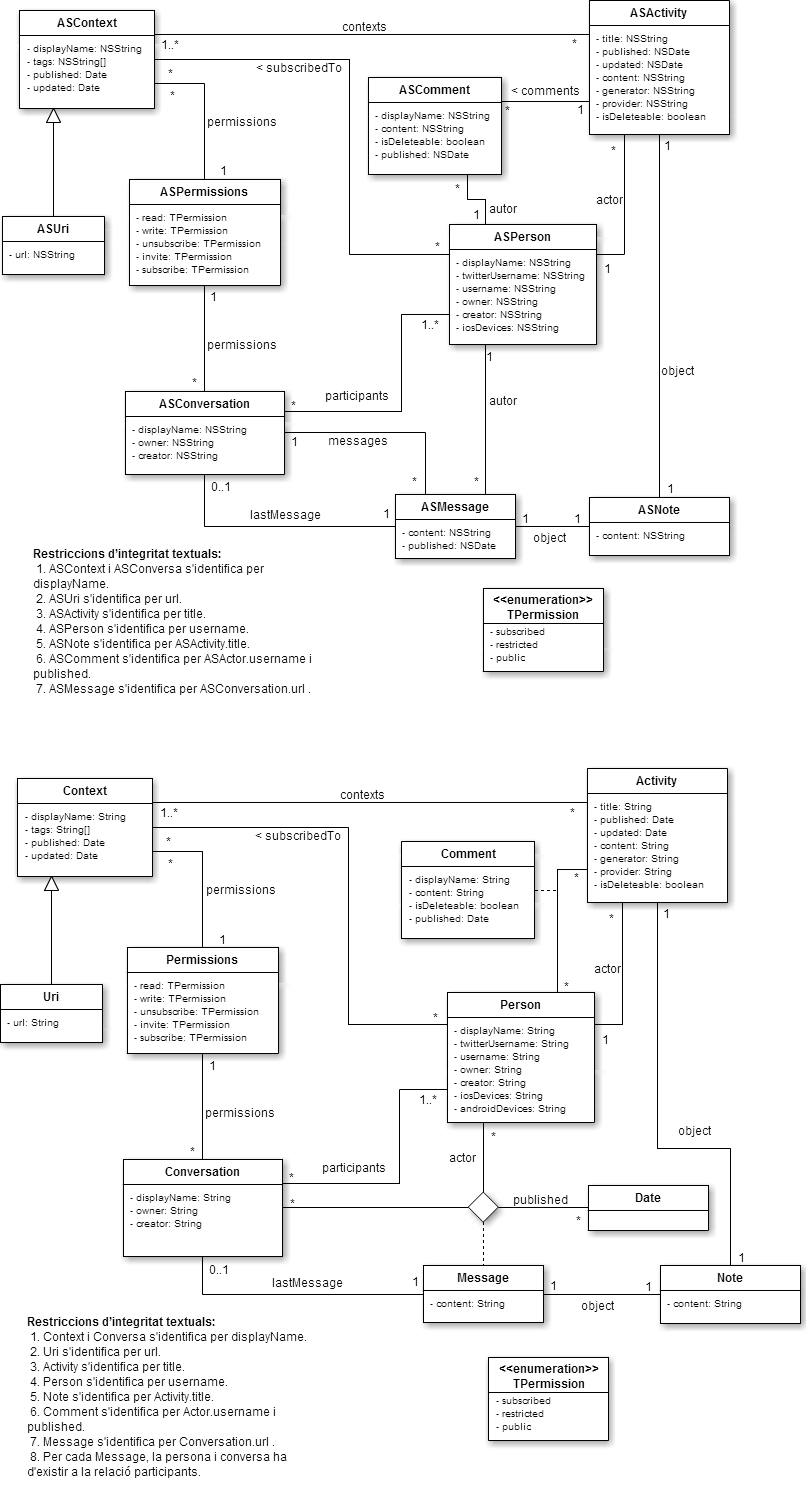 ASContext
- displayName: NSString
- tags: NSString[]
- published: Date
- updated: Date
contexts
1..*
*
ASActivity
- title: NSString
- published: NSDate
- updated: NSDate
- content: NSString
- generator: NSString
- provider: NSString
- isDeleteable: boolean
*
< subscribedTo
*
*
permissions
1
ASComment
- displayName: NSString
- content: NSString
- isDeleteable: boolean
- published: NSDate
< comments
*
1
*
autor
1
*
actor
1
1
ASUri
- url: NSString
ASPermissions
- read: TPermission
- write: TPermission
- unsubscribe: TPermission
- invite: TPermission
- subscribe: TPermission
ASPerson
- displayName: NSString
- twitterUsername: NSString
- username: NSString
- owner: NSString
- creator: NSString
- iosDevices: NSString
1
permissions
*
1..*
participants
*
1
autor
*
object
1
ASConversation
- displayName: NSString
- owner: NSString
- creator: NSString
1
messages
*
0..1
lastMessage
1
ASMessage
- content: NSString
- published: NSDate
1
object
1
ASNote
- content: NSString
Restriccions d'integritat textuals:
1. ASContext i ASConversa s'identifica per
displayName.
2. ASUri s'identifica per url.
3. ASActivity s'identifica per title.
4. ASPerson s'identifica per username.
5. ASNote s'identifica per ASActivity.title.
6. ASComment s'identifica per ASActor.username i
published.
7. ASMessage s'identifica per ASConversation.url .
<<enumeration>>
TPermission
- subscribed
- restricted
- public
Context
- displayName: String
- tags: String[]
- published: Date
- updated: Date
contexts
1..*
*
Activity
- title: String
- published: Date
- updated: Date
- content: String
- generator: String
- provider: String
- isDeleteable: boolean
*
< subscribedTo
*
*
permissions
1
Comment
- displayName: String
- content: String
- isDeleteable: boolean
- published: Date
*
*
*
actor
1
1
Uri
- url: String
Permissions
- read: TPermission
- write: TPermission
- unsubscribe: TPermission
- invite: TPermission
- subscribe: TPermission
Person
- displayName: String
- twitterUsername: String
- username: String
- owner: String
- creator: String
- iosDevices: String
- androidDevices: String
1
permissions
*
1..*
participants
*
*
actor
object
1
Conversation
- displayName: String
- owner: String
- creator: String
*
published
*
Date
0..1
lastMessage
1
Message
- content: String
1
object
1
Note
- content: String
Restriccions d'integritat textuals:
1. Context i Conversa s'identifica per displayName.
2. Uri s'identifica per url.
3. Activity s'identifica per title.
4. Person s'identifica per username.
5. Note s'identifica per Activity.title.
6. Comment s'identifica per Actor.username i
published.
7. Message s'identifica per Conversation.url .
8. Per cada Message, la persona i conversa ha
d'existir a la relació participants.
<<enumeration>>
TPermission
- subscribed
- restricted
- public